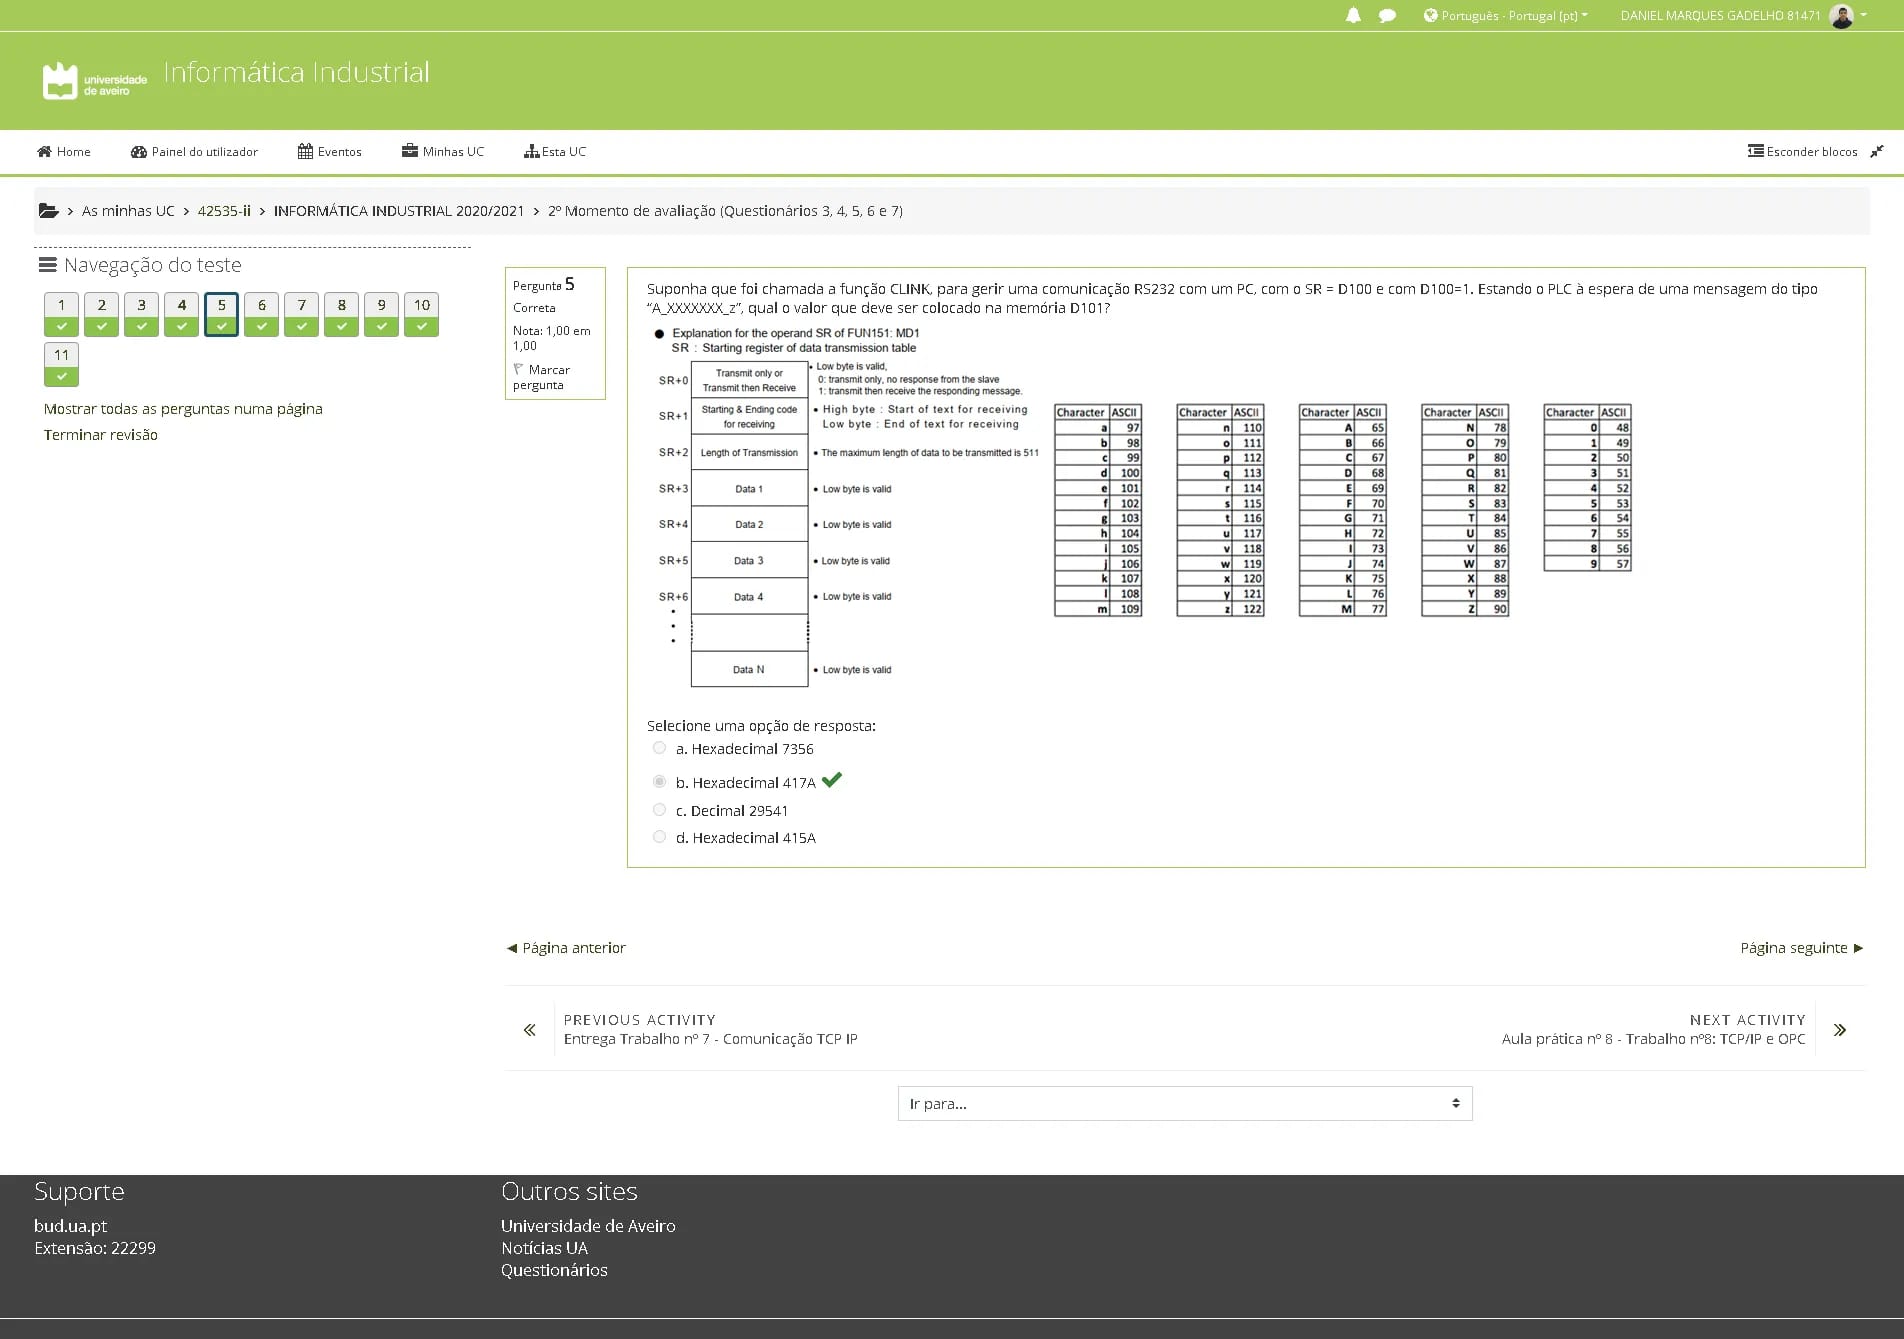 Português - Portugal (pt)
DANIEL MARQUES GADELHO 81471
universidade
de aveiro
Informática Industrial
Home
Painel do utilizador
Eventos
Minhas UC
Esta UC
Esconder blocos
As minhas UC > 42535-ii > INFORMÁTICA INDUSTRIAL 2020/2021 > 2º Momento de avaliação (Questionários 3, 4, 5, 6 e 7)
Navegação do teste
1 2 3 4 5 6 7 8 9 10
11
Mostrar todas as perguntas numa página
Terminar revisão
Pergunta 5
Correta
Nota: 1,00 em
1,00
Marcar
pergunta
Suponha que foi chamada a função CLINK, para gerir uma comunicação RS232 com um PC, com o SR = D100 e com D100=1. Estando o PLC à espera de uma mensagem do tipo
“A_XXXXXXX_z”, qual o valor que deve ser colocado na memória D101?
● Explanation for the operand SR of FUN151: MD1
SR : Starting register of data transmission table
SR+0
Transmit only or
Transmit then Receive
• Low byte is valid,
0: transmit only, no response from the slave
1: transmit then receive the responding message.
SR+1
Starting & Ending code
for receiving
• High byte : Start of text for receiving
Low byte : End of text for receiving
SR+2 Length of Transmission • The maximum length of data to be transmitted is 511
SR+3 Data 1 • Low byte is valid
SR+4 Data 2 • Low byte is valid
SR+5 Data 3 • Low byte is valid
SR+6 Data 4 • Low byte is valid
Data N • Low byte is valid
Character ASCII
a 97
b 98
c 99
d 100
e 101
f 102
g 103
h 104
i 105
j 106
k 107
l 108
m 109
Character ASCII
n 110
o 111
p 112
q 113
r 114
s 115
t 116
u 117
v 118
w 119
x 120
y 121
z 122
Character ASCII
A 65
B 66
C 67
D 68
E 69
F 70
G 71
H 72
I 73
J 74
K 75
L 76
M 77
Character ASCII
N 78
O 79
P 80
Q 81
R 82
S 83
T 84
U 85
V 86
W 87
X 88
Y 89
Z 90
Character ASCII
0 48
1 49
2 50
3 51
4 52
5 53
6 54
7 55
8 56
9 57
Selecione uma opção de resposta:
a. Hexadecimal 7356
b. Hexadecimal 417A
c. Decimal 29541
d. Hexadecimal 415A
◄ Página anterior
Página seguinte ►
PREVIOUS ACTIVITY
Entrega Trabalho nº 7 - Comunicação TCP IP
NEXT ACTIVITY
Aula prática nº 8 - Trabalho nº8: TCP/IP e OPC
Ir para...
Suporte
bud.ua.pt
Extensão: 22299
Outros sites
Universidade de Aveiro
Notícias UA
Questionários